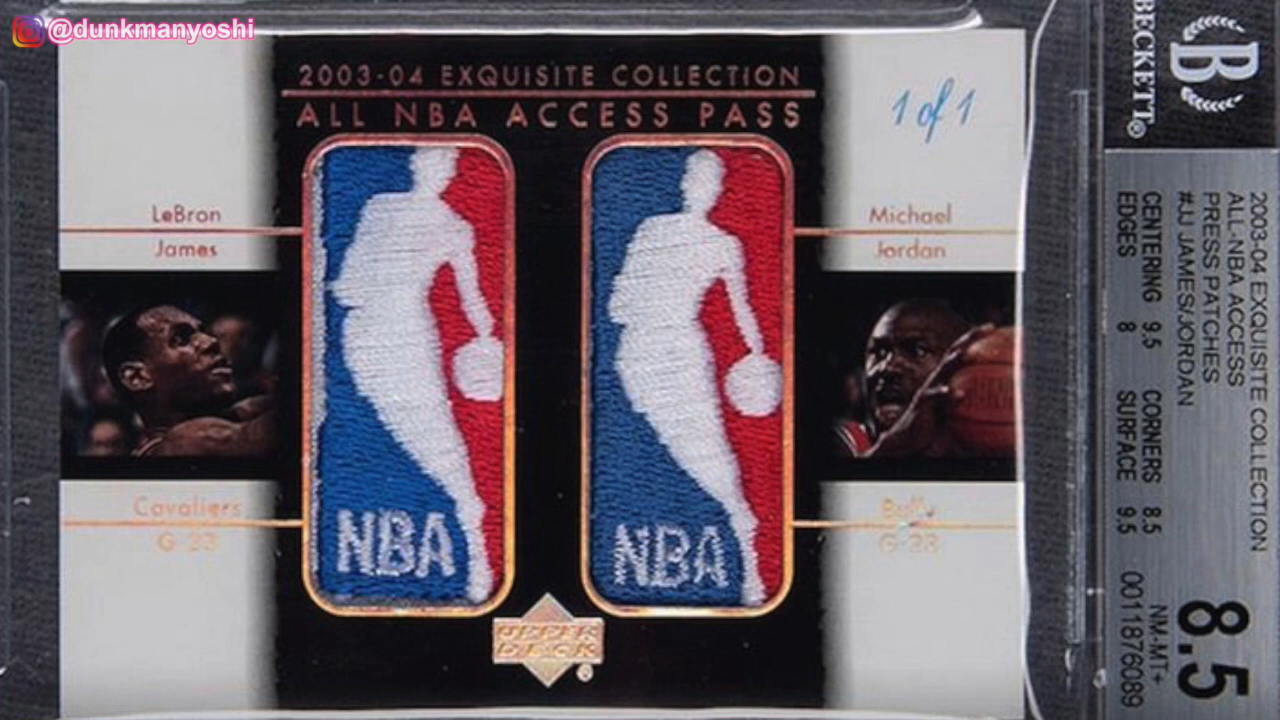 @dunkmanyoshi
2003-04 EXQUISITE COLLECTION
ALL NBA ACCESS PASS
1 of 1
LeBron
James
Michael
Jordan
Cavaliers
G-23
Bulls
G-23
NBA
NBA
UPPER
DECK
BECKETT®
B
2003-04 EXQUISITE COLLECTION
ALL-NBA ACCESS
PRESS PATCHES
#JJ JAMES/JORDAN
CENTERING 9.5 CORNERS 8.5
EDGES 8 SURFACE 9.5
8.5
NM-MT+
0011876089